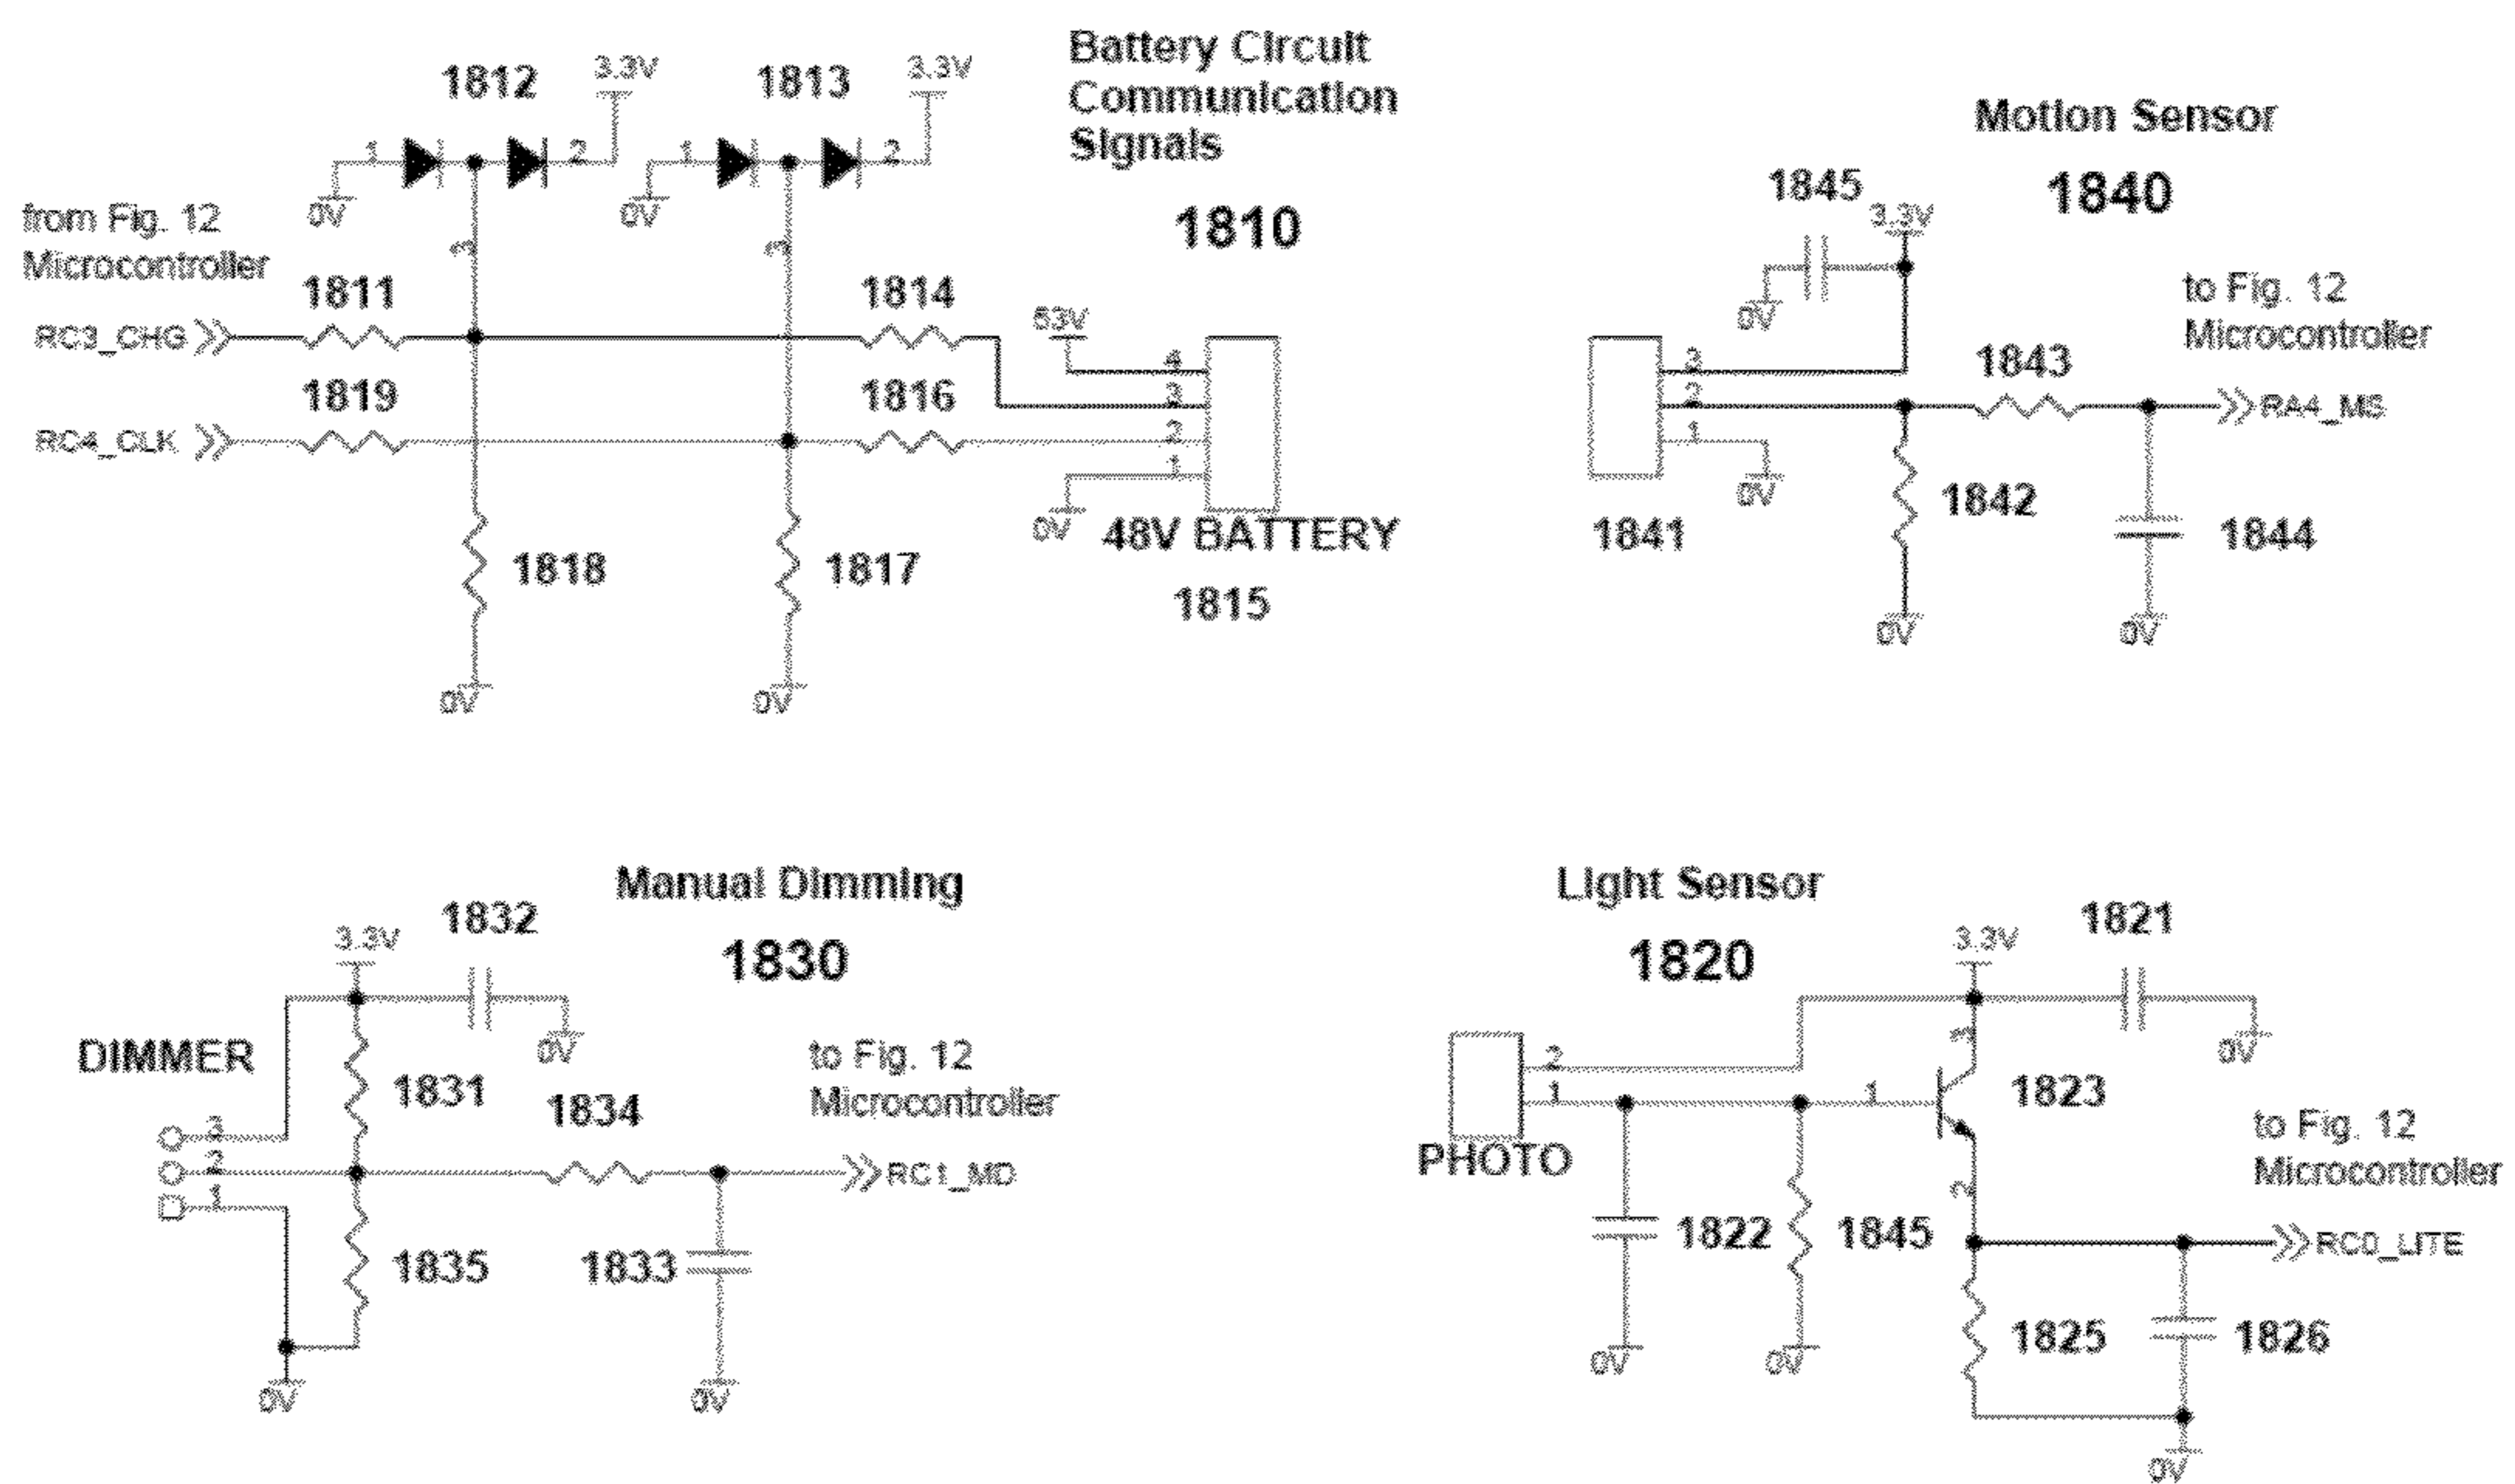 Battery Circuit
Communication
Signals
1810
1812
3.3V
1813
3.3V
1
2
1
2
0V
0V
from Fig. 12
Microcontroller
3
3
1811
1814
RC3_CHG
53V
4
3
1819
1816
RC4_CLK
2
1
0V
48V BATTERY
1815
1818
1817
0V
0V
Motion Sensor
1840
1845
3.3V
0V
to Fig. 12
Microcontroller
3
1843
2
RA4_MS
1
0V
1841
1842
1844
0V
0V
Manual Dimming
1830
1832
3.3V
0V
DIMMER
1831
1834
to Fig. 12
Microcontroller
3
2
RC1_MD
1
1835
1833
0V
0V
Light Sensor
1820
1821
3.3V
3
0V
2
1
1
1823
PHOTO
to Fig. 12
Microcontroller
2
1822
1845
RC0_LITE
1825
1826
0V
0V
0V